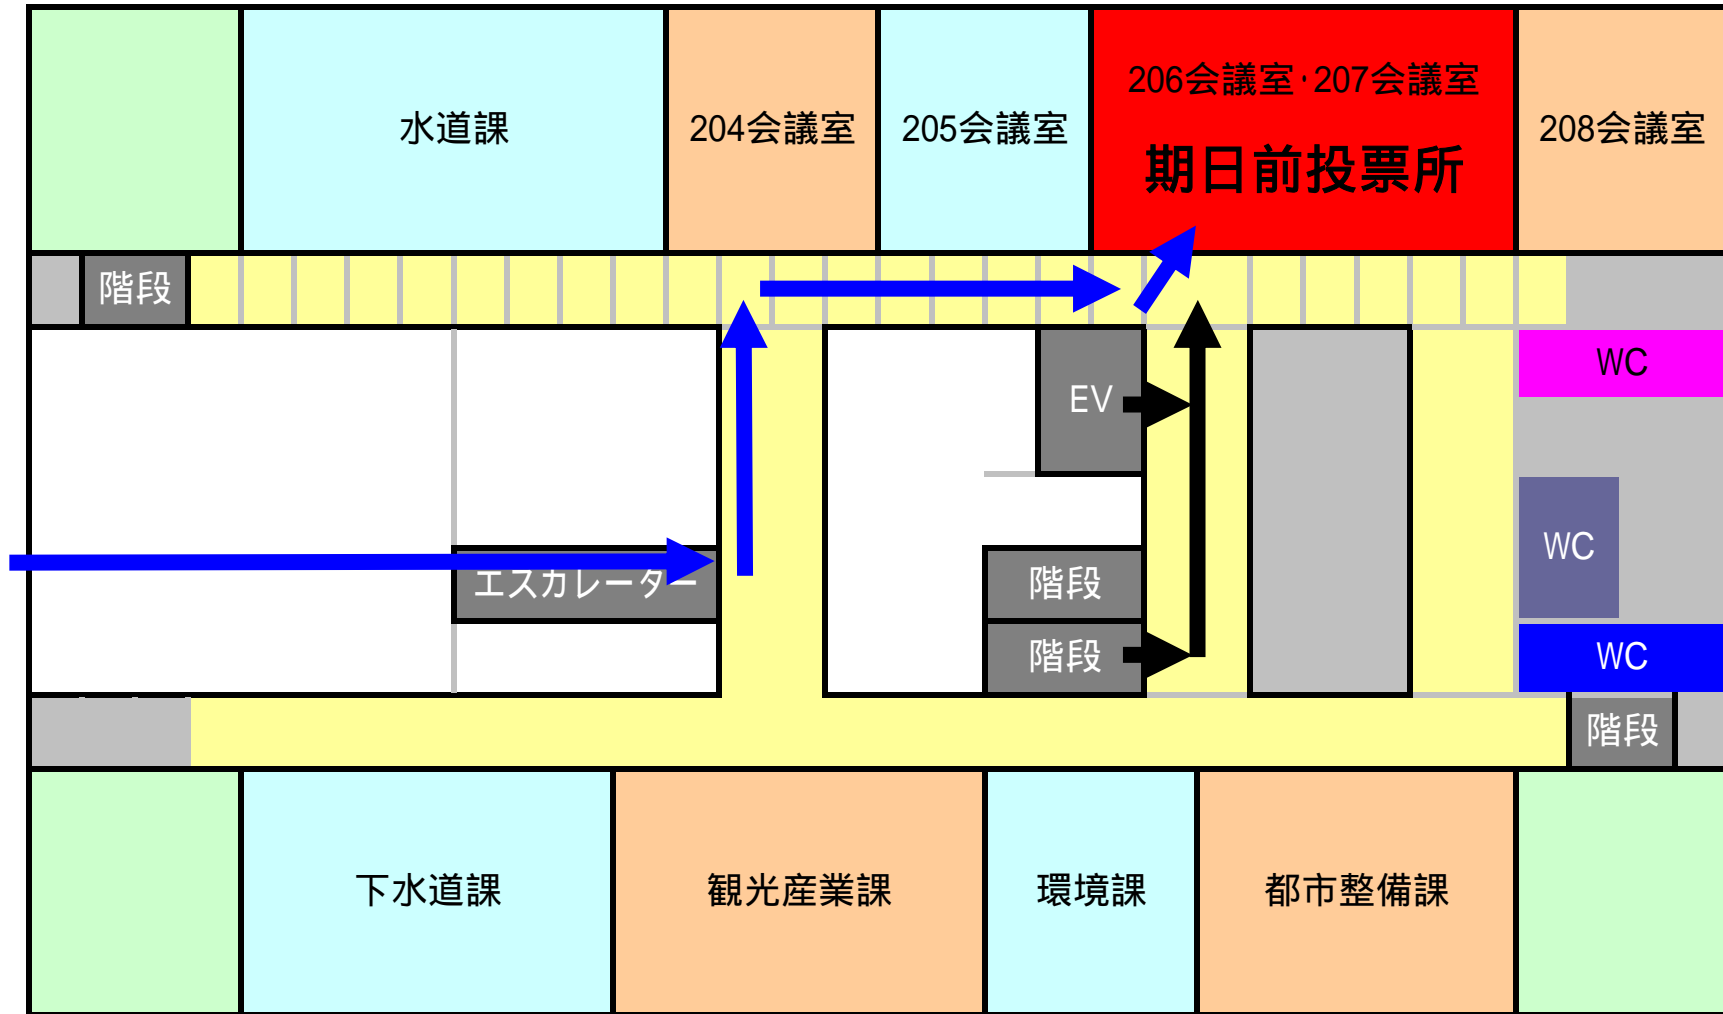 水道課
204会議室
205会議室
206会議室・207会議室
期日前投票所
208会議室
階段
WC
EV
WC
エスカレーター
階段
階段
WC
階段
下水道課
観光産業課
環境課
都市整備課